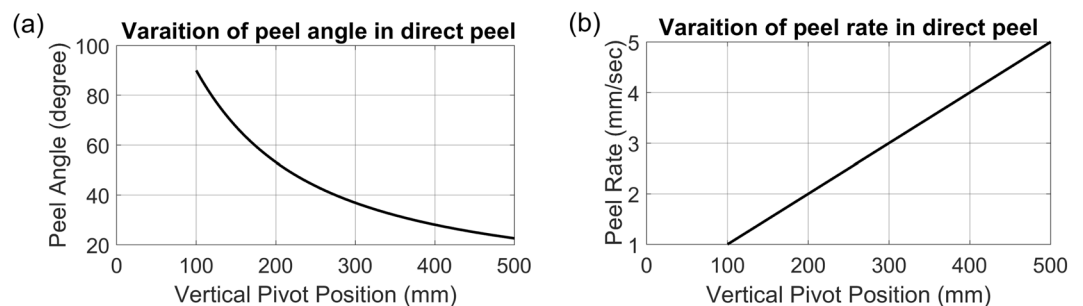 (a)
Varaition of peel angle in direct peel
Peel Angle (degree)
100
80
60
40
20
0
100
200
300
400
500
Vertical Pivot Position (mm)
(b)
Varaition of peel rate in direct peel
Peel Rate (mm/sec)
5
4
3
2
1
0
100
200
300
400
500
Vertical Pivot Position (mm)